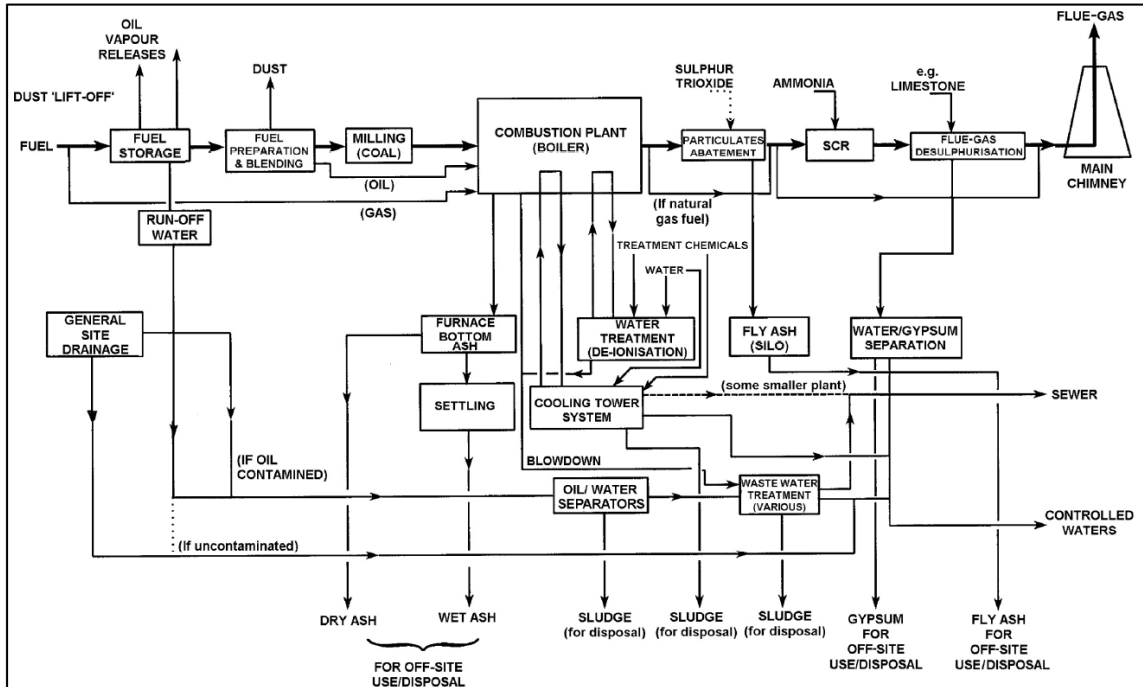 OIL
VAPOUR
RELEASES
FLUE-GAS
DUST
SULPHUR
TRIOXIDE
AMMONIA
e.g.
LIMESTONE
DUST 'LIFT-OFF'
FUEL
FUEL
STORAGE
FUEL
PREPARATION
& BLENDING
MILLING
(COAL)
COMBUSTION PLANT
(BOILER)
PARTICULATES
ABATEMENT
SCR
FLUE-GAS
DESULPHURISATION
MAIN
CHIMNEY
(OIL)
(GAS)
(If natural
gas fuel)
RUN-OFF
WATER
TREATMENT CHEMICALS
WATER
GENERAL
SITE
DRAINAGE
FURNACE
BOTTOM
ASH
WATER
TREATMENT
(DE-IONISATION)
FLY ASH
(SILO)
WATER/GYPSUM
SEPARATION
SETTLING
COOLING TOWER
SYSTEM
(some smaller plant)
SEWER
(IF OIL
CONTAMINED)
BLOWDOWN
OIL/ WATER
SEPARATORS
WASTE WATER
TREATMENT
(VARIOUS)
CONTROLLED
WATERS
(If uncontaminated)
DRY ASH
WET ASH
SLUDGE
(for disposal)
SLUDGE
(for disposal)
SLUDGE
(for disposal)
GYPSUM
FOR
OFF-SITE
USE/DISPOSAL
FLY ASH
FOR
OFF-SITE
USE/DISPOSAL
FOR OFF-SITE
USE/DISPOSAL